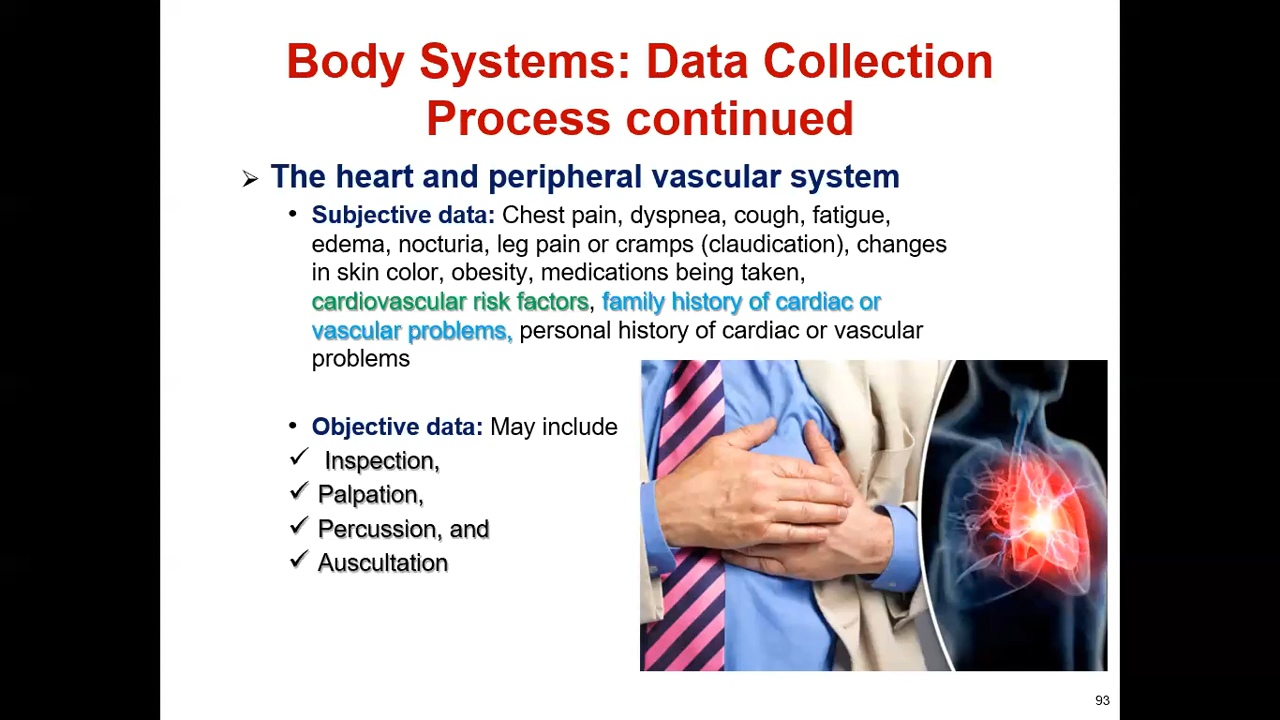 Body Systems: Data Collection
Process continued
➢ The heart and peripheral vascular system
• Subjective data: Chest pain, dyspnea, cough, fatigue,
edema, nocturia, leg pain or cramps (claudication), changes
in skin color, obesity, medications being taken,
cardiovascular risk factors, family history of cardiac or
vascular problems, personal history of cardiac or vascular
problems
• Objective data: May include
✓ Inspection,
✓ Palpation,
✓ Percussion, and
✓ Auscultation
93